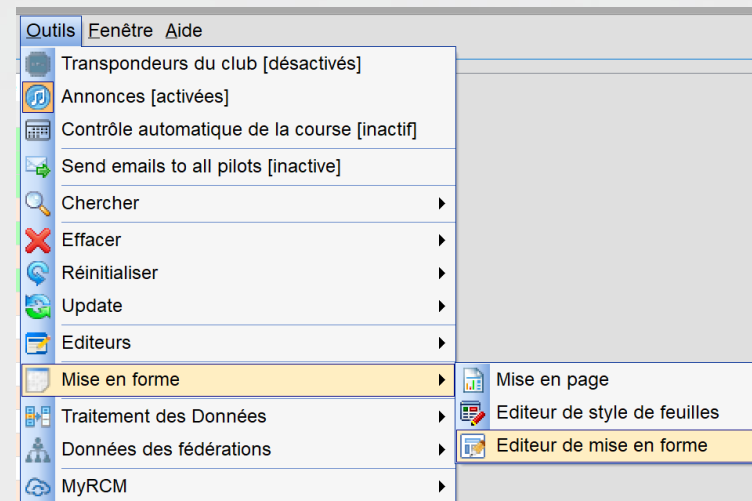 Outils Fenêtre Aide
Transpondeurs du club [désactivés]
Annonces [activées]
Contrôle automatique de la course [inactif]
Send emails to all pilots [inactive]
Chercher
Effacer
Réinitialiser
Update
Editeurs
Mise en forme
Mise en page
Editeur de style de feuilles
Editeur de mise en forme
Traitement des Données
Données des fédérations
MyRCM